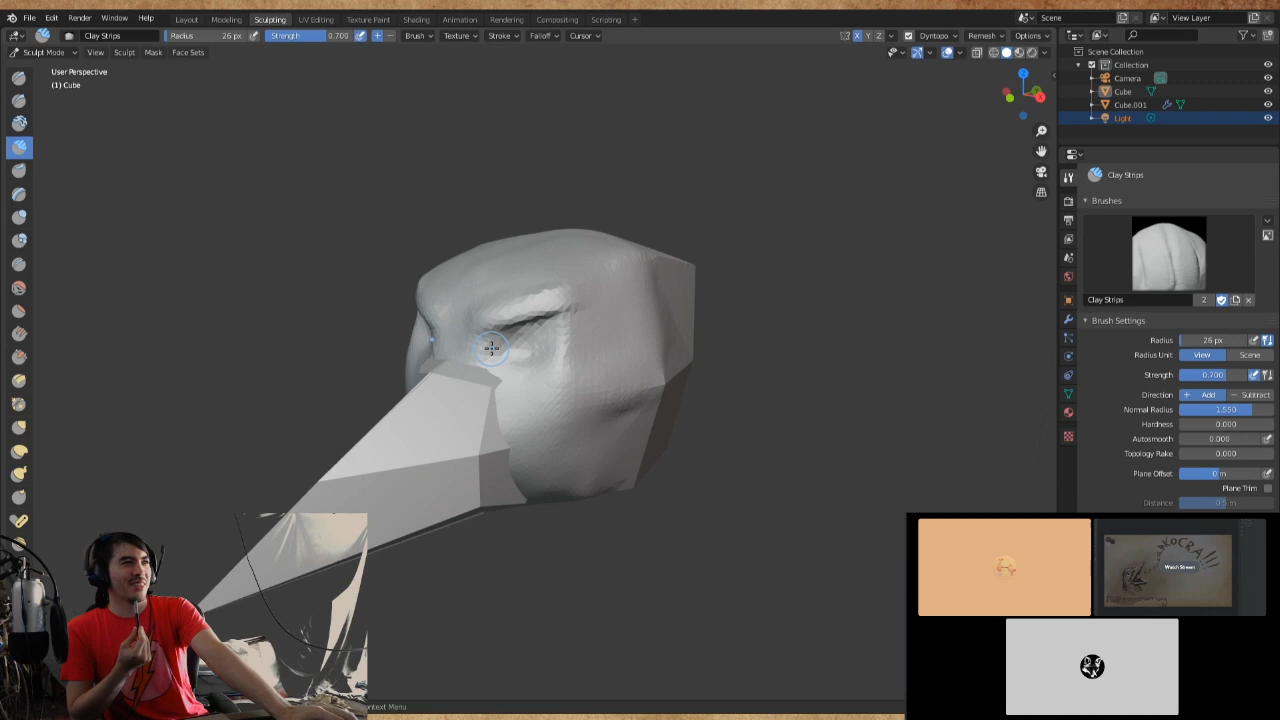 File Edit Render Window Help Layout Modeling Sculpting UV Editing Texture Paint Shading Animation Rendering Compositing Scripting + Scene View Layer
Clay Strips Radius 26 px Strength 0.700 Brush Texture Stroke Falloff Cursor X Y Z Dyntopo Remesh Options
Sculpt Mode View Sculpt Mask Face Sets
User Perspective
(1) Cube
Scene Collection
Collection
Camera
Cube
Cube.001
Light
Clay Strips
Brushes
Clay Strips 2
Brush Settings
Radius 26 px
Radius Unit View Scene
Strength 0.700
Direction + Add − Subtract
Normal Radius 1.550
Hardness 0.000
Autosmooth 0.000
Topology Rake 0.000
Plane Offset 0 m
Plane Trim
Distance 0.5 m
Watch Stream
ntext Menu